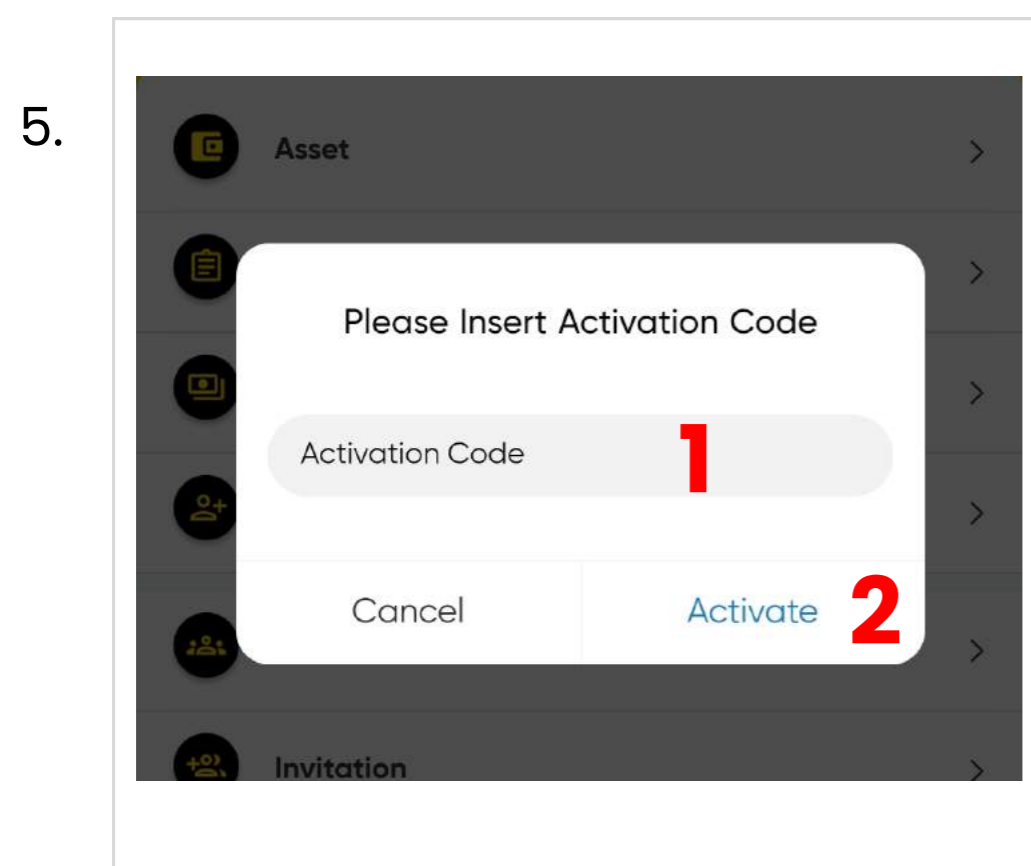 5.
Asset
Please Insert Activation Code
Activation Code 1
Cancel Activate 2
Invitation